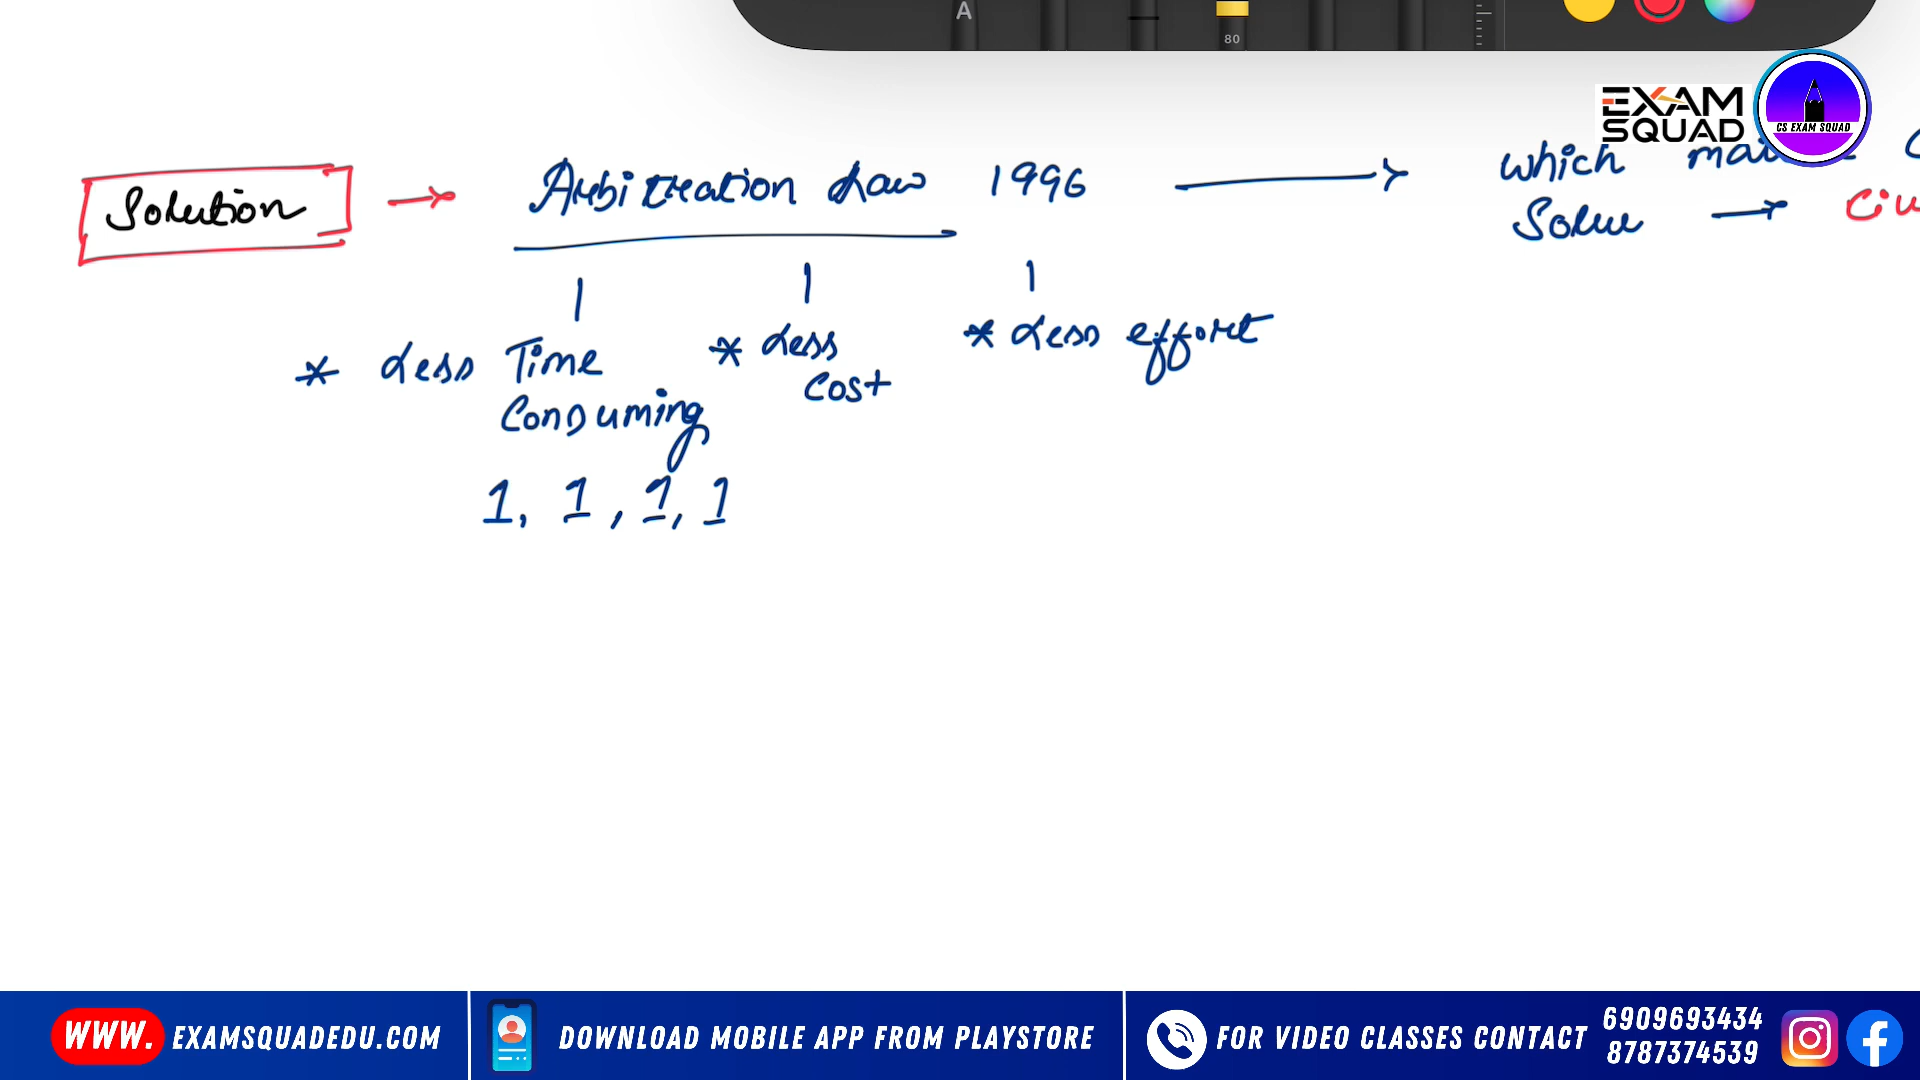 A
80
EXAM
SQUAD
CS EXAM SQUAD
Solution → Arbitration Law 1996 → which
Solve →
* Less Time
Consuming
* Less
Cost
* Less effort
1, 1, 1, 1
WWW. EXAMSQUADEDU.COM
DOWNLOAD MOBILE APP FROM PLAYSTORE
FOR VIDEO CLASSES CONTACT
6909693434
8787374539